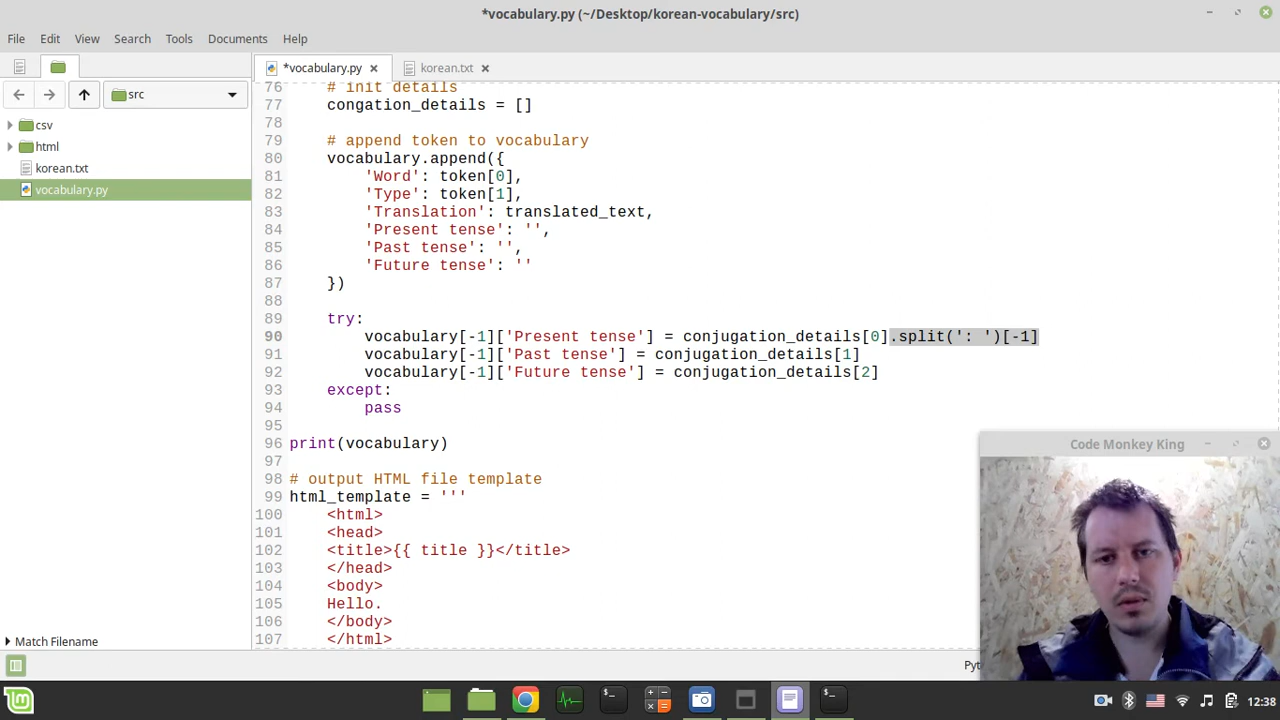 *vocabulary.py (~/Desktop/korean-vocabulary/src)
File Edit View Search Tools Documents Help
*vocabulary.py korean.txt
src
csv
html
korean.txt
vocabulary.py
76 # init details
77 congation_details = []
78
79 # append token to vocabulary
80 vocabulary.append({
81 'Word': token[0],
82 'Type': token[1],
83 'Translation': translated_text,
84 'Present tense': '',
85 'Past tense': '',
86 'Future tense': ''
87 })
88
89 try:
90 vocabulary[-1]['Present tense'] = conjugation_details[0].split(': ')[-1]
91 vocabulary[-1]['Past tense'] = conjugation_details[1]
92 vocabulary[-1]['Future tense'] = conjugation_details[2]
93 except:
94 pass
95
96 print(vocabulary)
97
98 # output HTML file template
99 html_template = '''
100 <html>
101 <head>
102 <title>{{ title }}</title>
103 </head>
104 <body>
105 Hello.
106 </body>
107 </html>
Match Filename
Code Monkey King
Pyt
12:38